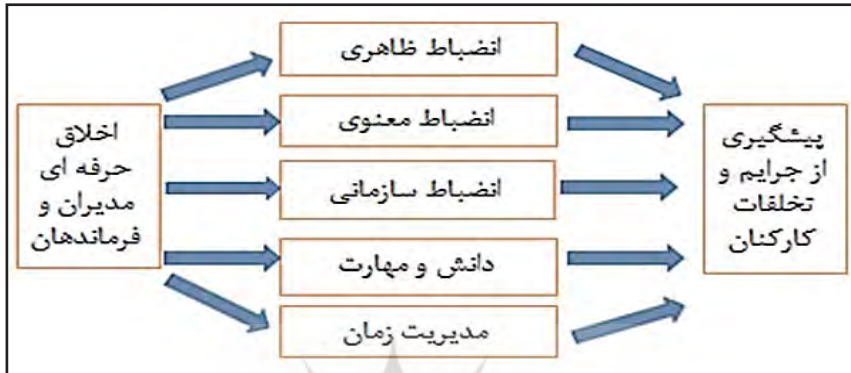 اخلاق
حرفه ای
مدیران و
فرماندهان
انضباط ظاهری
انضباط معنوی
انضباط سازمانی
دانش و مهارت
مدیریت زمان
پیشگیری
از جرایم و
تخلفات
کارکنان